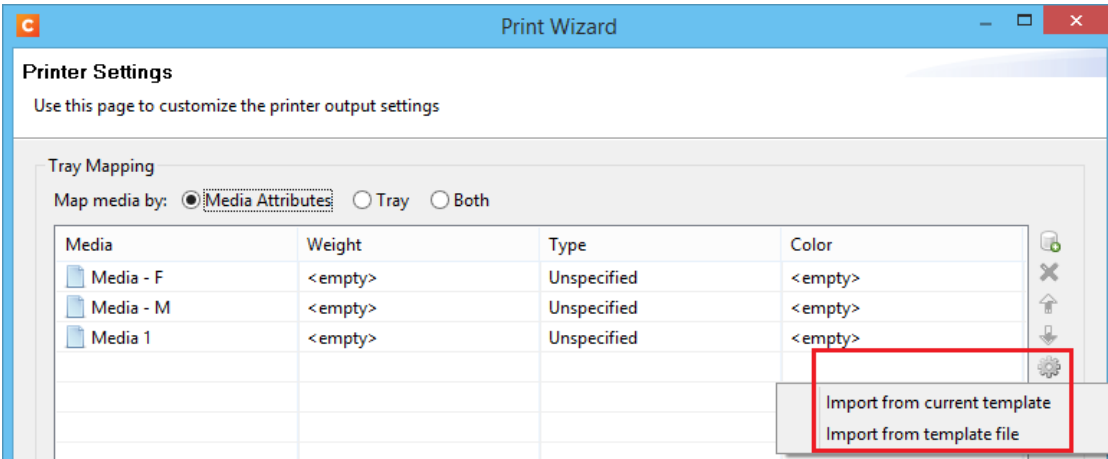 C Print Wizard
Printer Settings
Use this page to customize the printer output settings
Tray Mapping
Map media by: Media Attributes Tray Both
Media Weight Type Color
Media - F <empty> Unspecified <empty>
Media - M <empty> Unspecified <empty>
Media 1 <empty> Unspecified <empty>
Import from current template
Import from template file